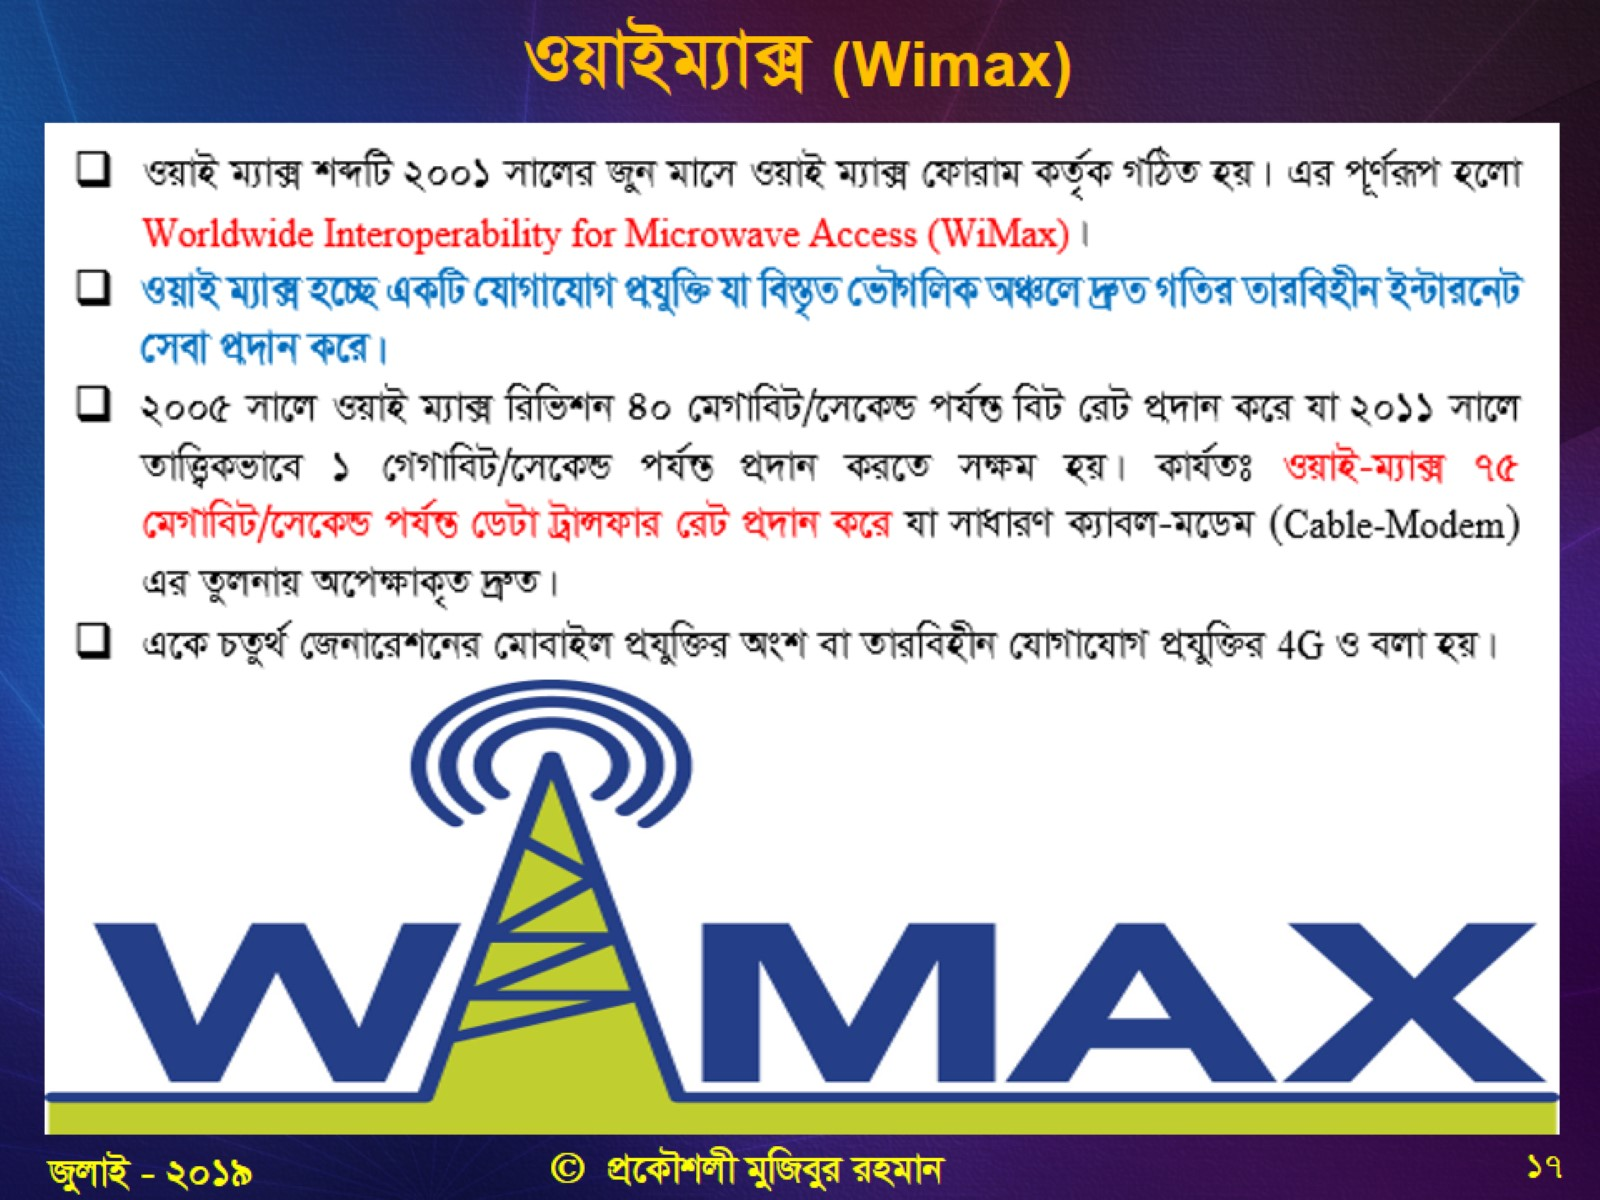 ওয়াইম্যাক্স (Wimax)
ওয়াই ম্যাক্স শব্দটি ২০০১ সালের জুন মাসে ওয়াই ম্যাক্স ফোরাম কর্তৃক গঠিত হয়। এর পূর্ণরূপ হলো
Worldwide Interoperability for Microwave Access (WiMax)।
ওয়াই ম্যাক্স হচ্ছে একটি যোগাযোগ প্রযুক্তি যা বিস্তৃত ভৌগলিক অঞ্চলে দ্রুত গতির তারবিহীন ইন্টারনেট
সেবা প্রদান করে।
২০০৫ সালে ওয়াই ম্যাক্স রিভিশন ৪০ মেগাবিট/সেকেন্ড পর্যন্ত বিট রেট প্রদান করে যা ২০১১ সালে
তাত্ত্বিকভাবে ১ গেগাবিট/সেকেন্ড পর্যন্ত প্রদান করতে সক্ষম হয়। কার্যতঃ ওয়াই-ম্যাক্স ৭৫
মেগাবিট/সেকেন্ড পর্যন্ত ডেটা ট্রান্সফার রেট প্রদান করে যা সাধারণ ক্যাবল-মডেম (Cable-Modem)
এর তুলনায় অপেক্ষাকৃত দ্রুত।
একে চতুর্থ জেনারেশনের মোবাইল প্রযুক্তির অংশ বা তারবিহীন যোগাযোগ প্রযুক্তির 4G ও বলা হয়।
WiMAX
জুলাই - ২০১৯
© প্রকৌশলী মুজিবুর রহমান
১৭